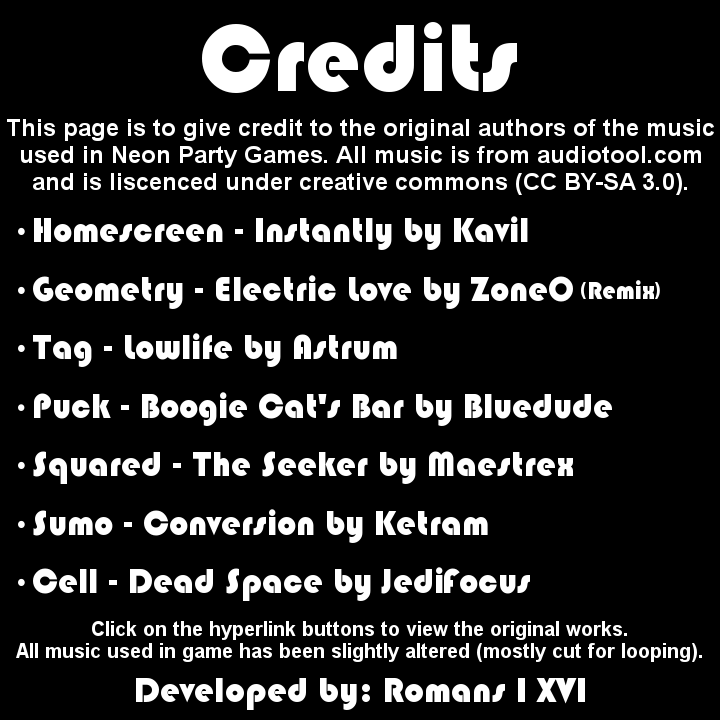 Credits
This page is to give credit to the original authors of the music
used in Neon Party Games. All music is from audiotool.com
and is liscenced under creative commons (CC BY-SA 3.0).
• Homescreen - Instantly by Kavil
• Geometry - Electric Love by ZoneO (Remix)
• Tag - Lowlife by Astrum
• Puck - Boogie Cat's Bar by Bluedude
• Squared - The Seeker by Maestrex
• Sumo - Conversion by Ketram
• Cell - Dead Space by JediFocus
Click on the hyperlink buttons to view the original works.
All music used in game has been slightly altered (mostly cut for looping).
Developed by: Romans I XVI